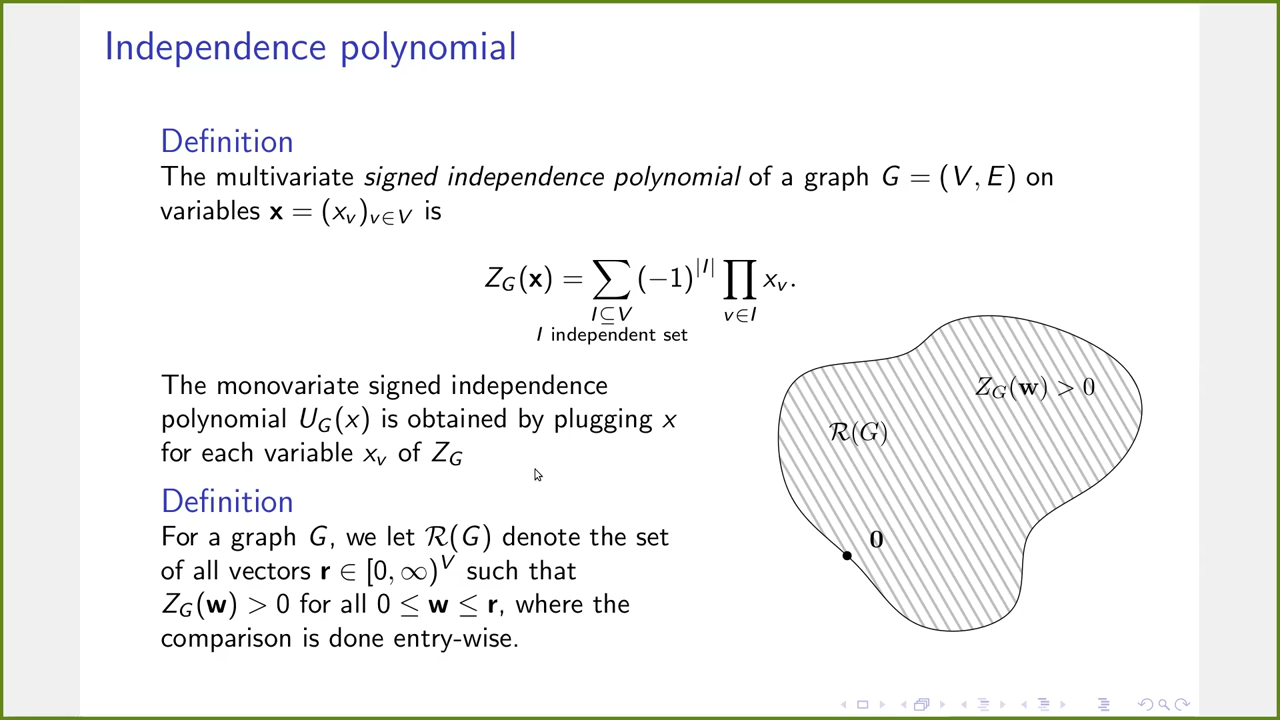 Independence polynomial
Definition
The multivariate signed independence polynomial of a graph G = (V, E) on
variables x = (x_v)_{v∈V} is
Z_G(x) = ∑ (−1)^{|I|} ∏ x_v.
I⊆V v∈I
I independent set
The monovariate signed independence
polynomial U_G(x) is obtained by plugging x
for each variable x_v of Z_G
Definition
For a graph G, we let R(G) denote the set
of all vectors r ∈ [0, ∞)^V such that
Z_G(w) > 0 for all 0 ≤ w ≤ r, where the
comparison is done entry-wise.
Z_G(w) > 0
R(G)
0